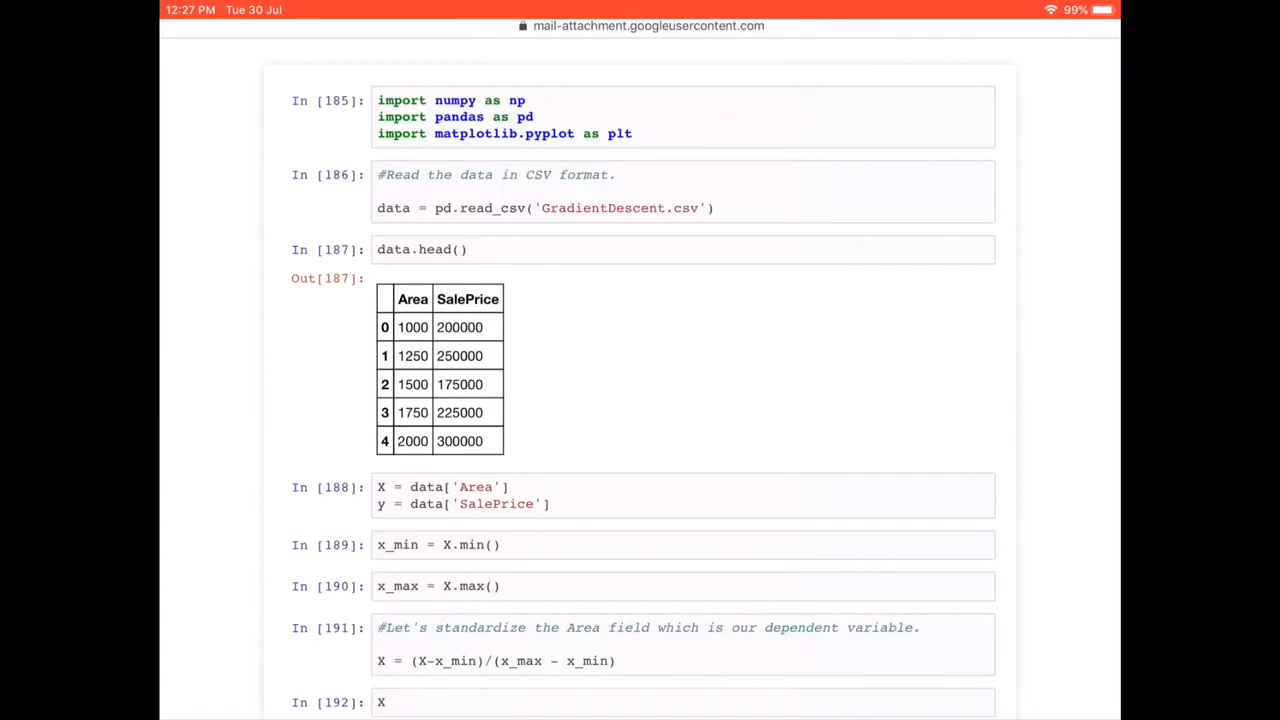 12:27 PM Tue 30 Jul 99%
mail-attachment.googleusercontent.com
In [185]: import numpy as np
import pandas as pd
import matplotlib.pyplot as plt
In [186]: #Read the data in CSV format.
data = pd.read_csv('GradientDescent.csv')
In [187]: data.head()
Out[187]:
Area SalePrice
0 1000 200000
1 1250 250000
2 1500 175000
3 1750 225000
4 2000 300000
In [188]: X = data['Area']
y = data['SalePrice']
In [189]: x_min = X.min()
In [190]: x_max = X.max()
In [191]: #Let's standardize the Area field which is our dependent variable.
X = (X-x_min)/(x_max - x_min)
In [192]: X